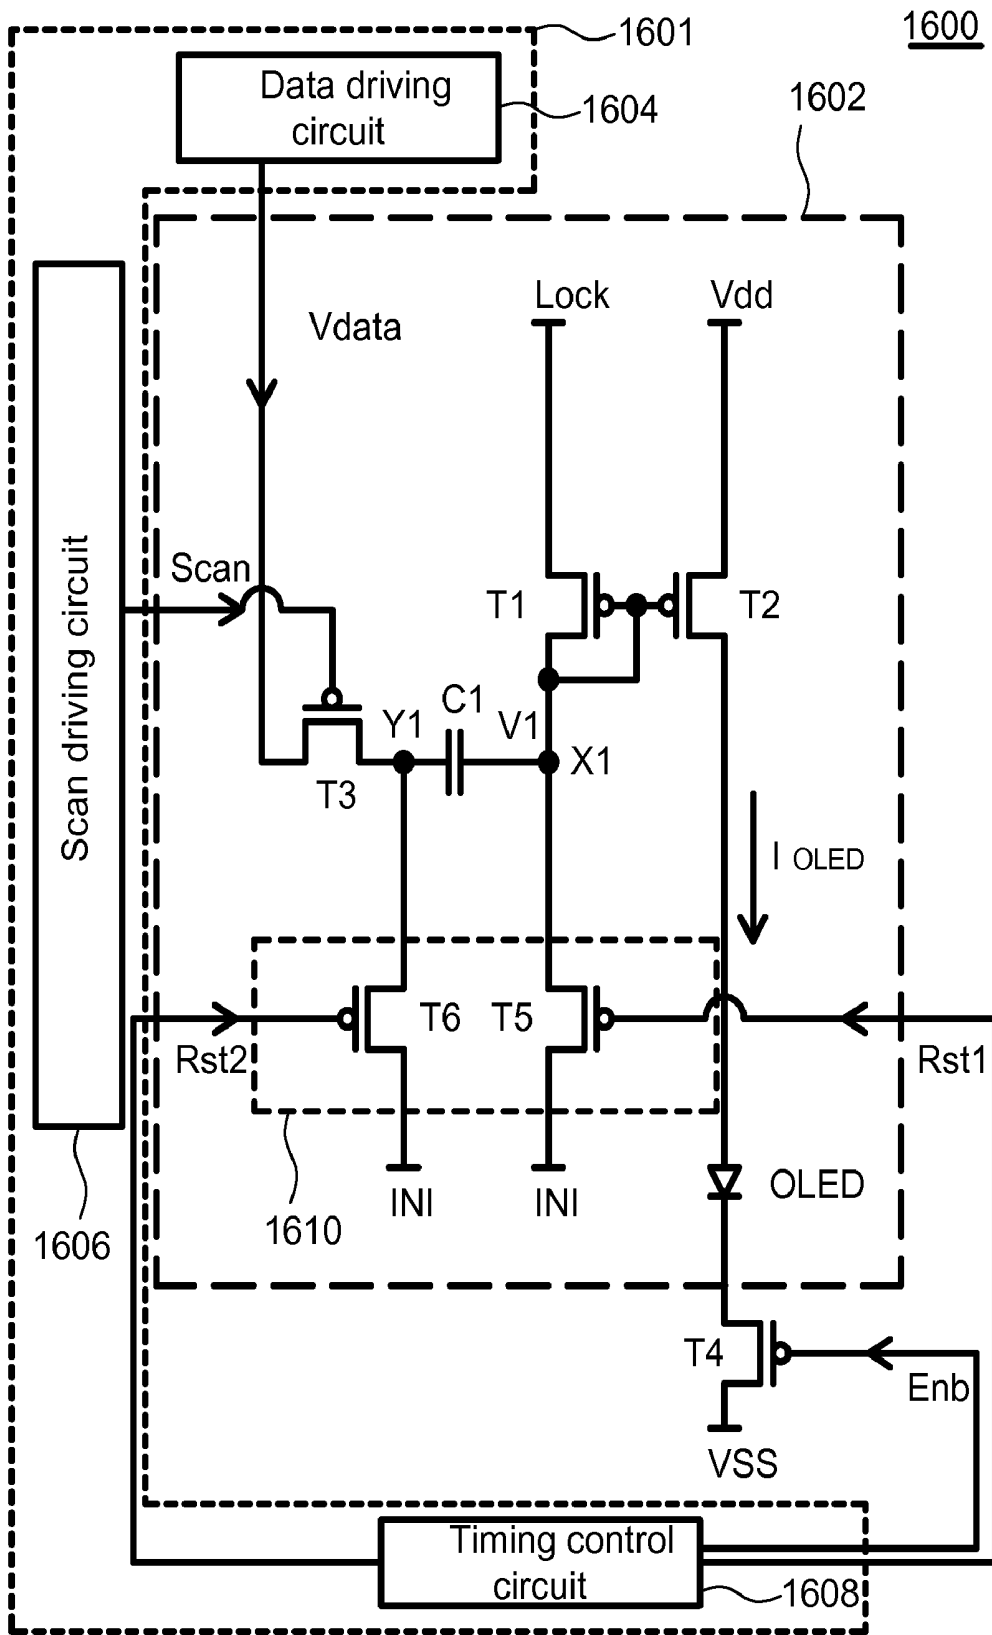 1600
1601
Data driving
circuit
1604
1602
Lock
Vdd
Vdata
Scan
T1
T2
Scan driving circuit
C1
Y1
V1
X1
T3
I OLED
T6
T5
Rst2
Rst1
OLED
INI
INI
1610
1606
T4
Enb
VSS
Timing control
circuit
1608